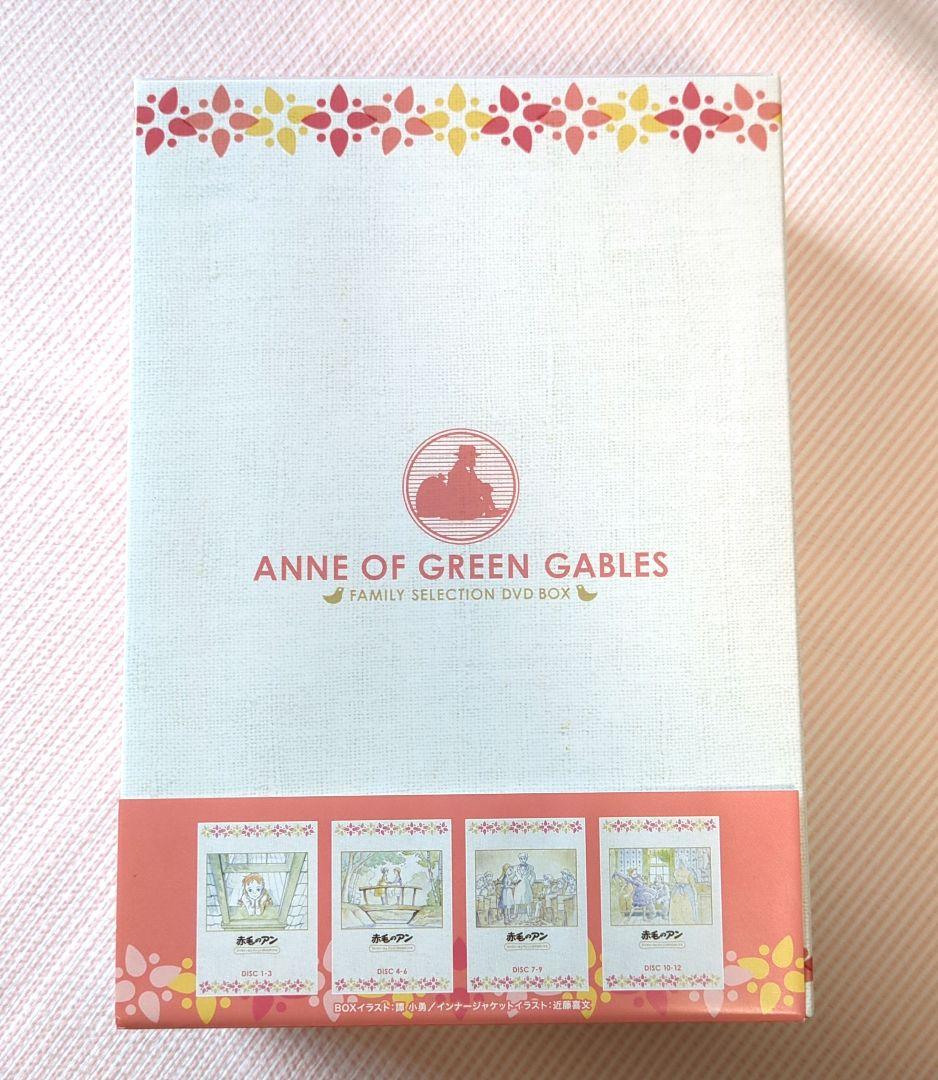 ANNE OF GREEN GABLES
FAMILY SELECTION DVD BOX
赤毛のアン
DISC 1-3
赤毛のアン
DISC 4-6
赤毛のアン
DISC 7-9
赤毛のアン
DISC 10-12
BOXイラスト:譚 小勇/インナージャケットイラスト:近藤喜文